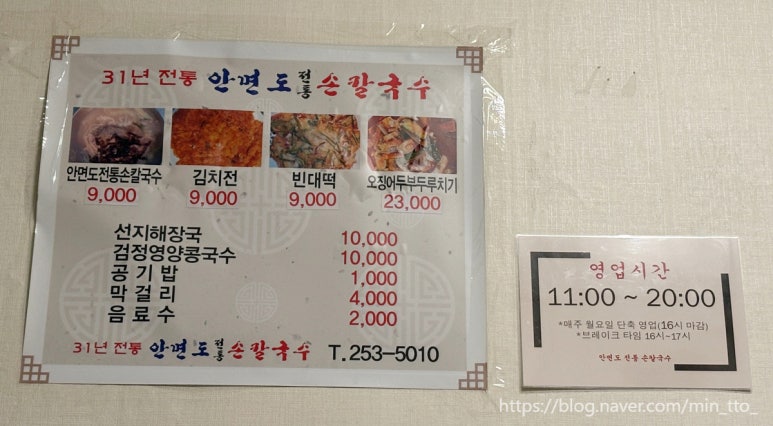 31년 전통 안면도 전통 손칼국수
안면도전통손칼국수
9,000
김치전
9,000
빈대떡
9,000
오징어두부두루치기
23,000
선지해장국 10,000
검정영양콩국수 10,000
공기밥 1,000
막걸리 4,000
음료수 2,000
31년 전통 안면도 전통 손칼국수 T.253-5010
영업시간
11:00 ~ 20:00
*매주 월요일 단축 영업(16시 마감)
*브레이크 타임 16시~17시
안면도 전통 손칼국수
https://blog.naver.com/min_tto_